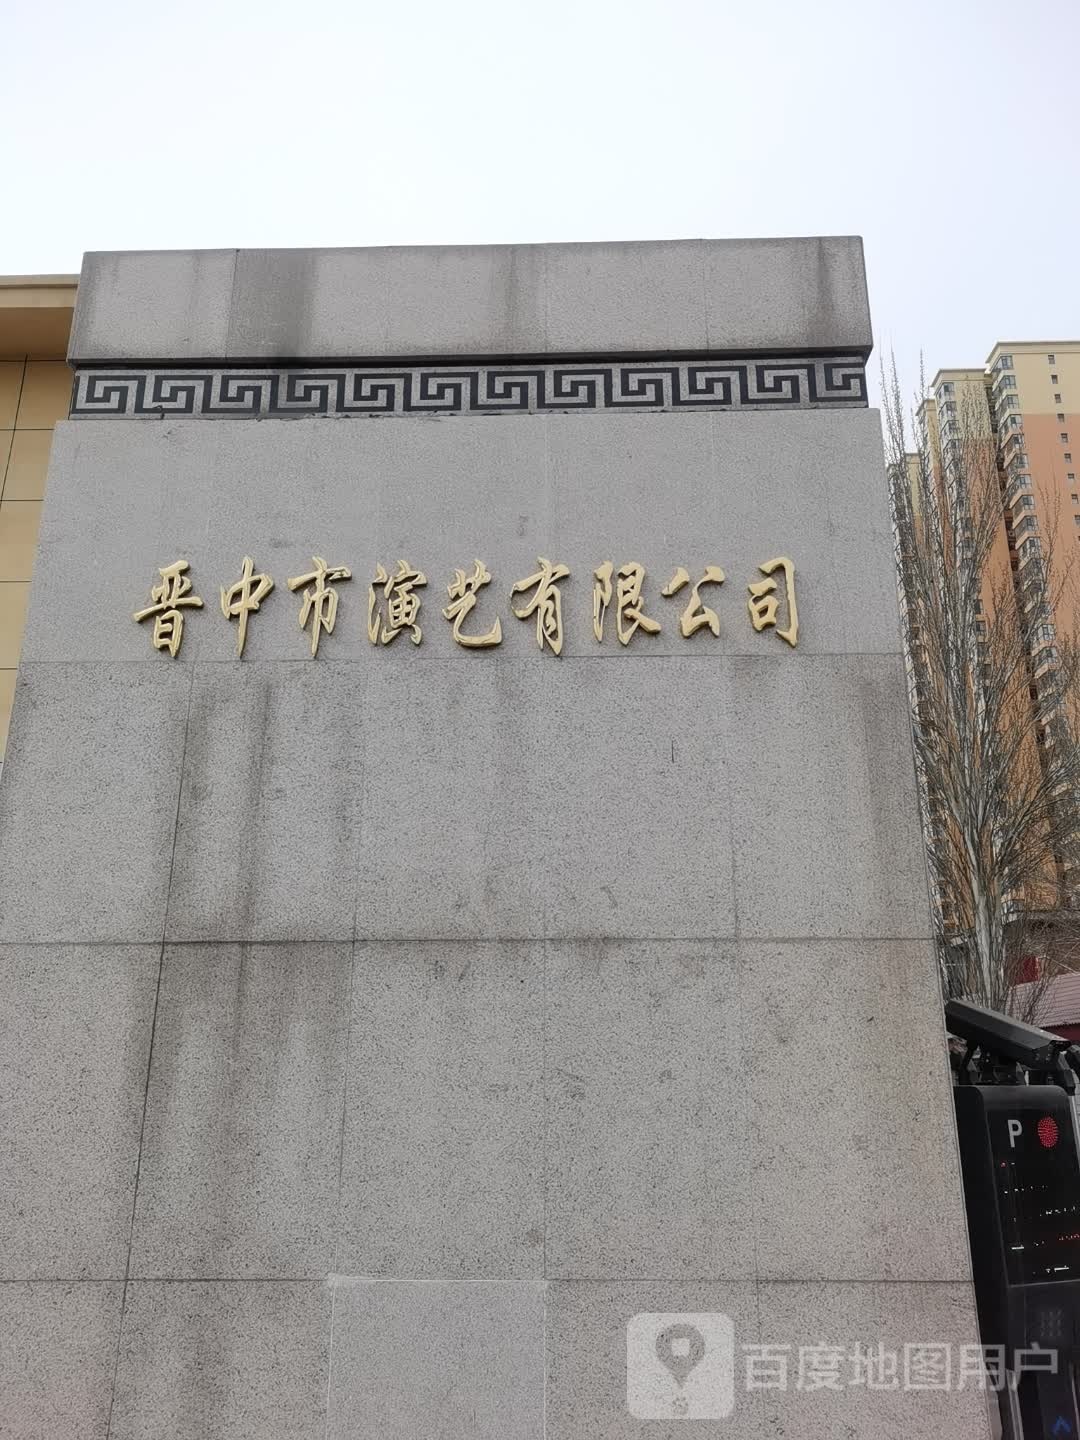 晋中市演艺有限公司
P
百度地图用户